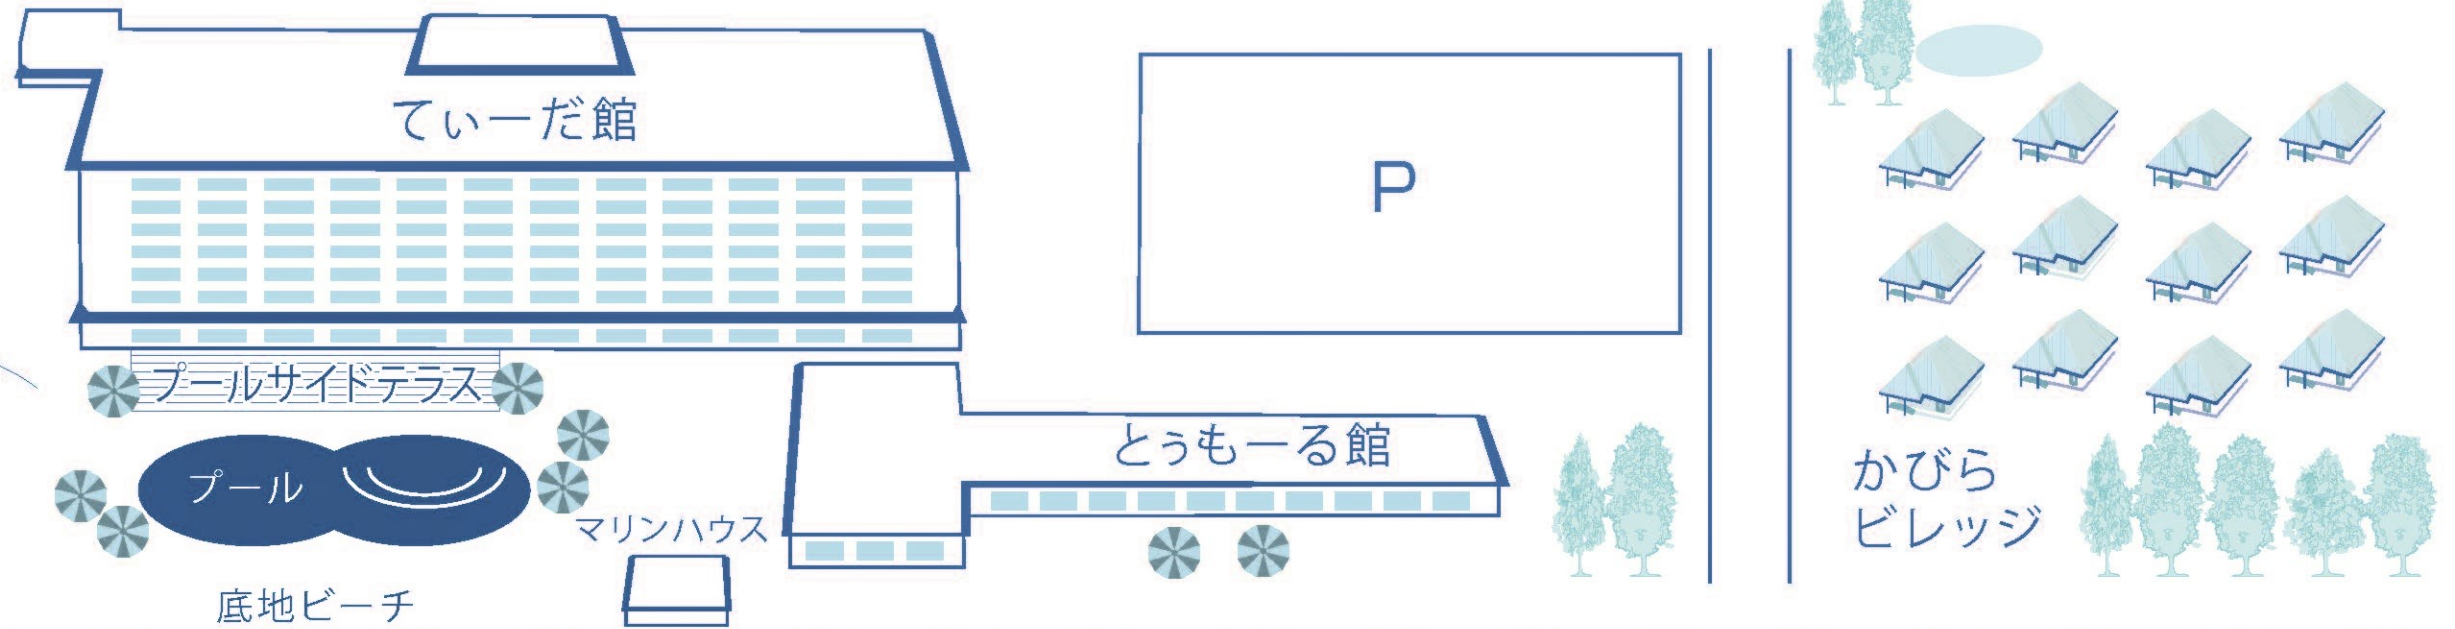 てぃーだ館
P
プールサイドテラス
プール
とぅもーる館
マリンハウス
底地ビーチ
かびら
ビレッジ